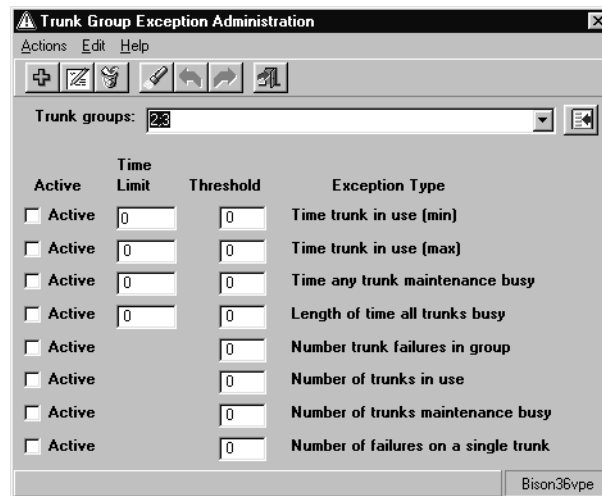 Trunk Group Exception Administration
Actions Edit Help
Trunk groups: 2;3
Time
Active Limit Threshold Exception Type
Active 0 0 Time trunk in use (min)
Active 0 0 Time trunk in use (max)
Active 0 0 Time any trunk maintenance busy
Active 0 0 Length of time all trunks busy
Active 0 Number trunk failures in group
Active 0 Number of trunks in use
Active 0 Number of trunks maintenance busy
Active 0 Number of failures on a single trunk
Bison36vpe